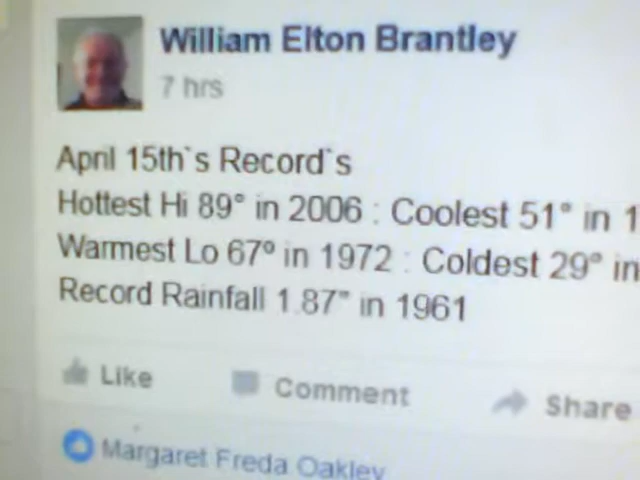 William Elton Brantley
7 hrs
April 15th`s Record`s
Hottest Hi 89° in 2006 : Coolest 51° in 1
Warmest Lo 67º in 1972 : Coldest 29° in
Record Rainfall 1.87" in 1961
Like Comment Share
Margaret Freda Oakley